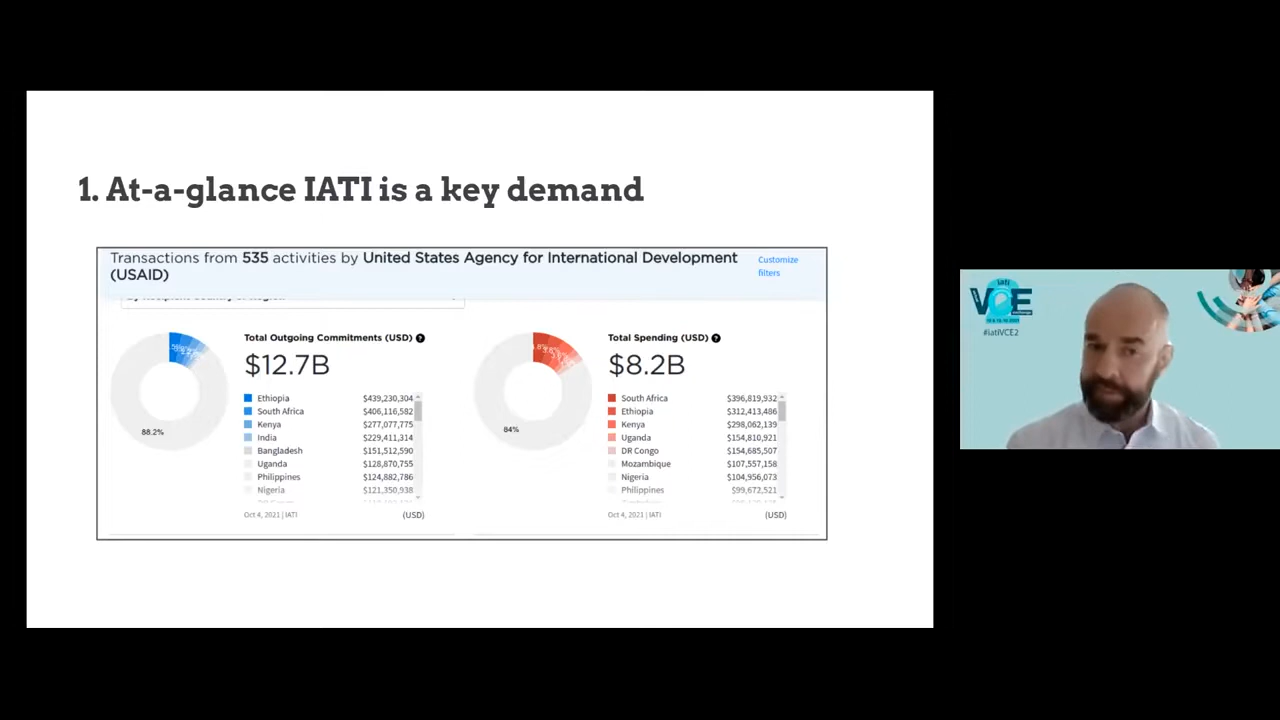 1. At-a-glance IATI is a key demand
Transactions from 535 activities by United States Agency for International Development
(USAID)
Customize
filters
88.2%
Total Outgoing Commitments (USD) ?
$12.7B
Ethiopia $439,230,304
South Africa $406,116,582
Kenya $277,077,775
India $229,411,314
Bangladesh $151,512,590
Uganda $128,870,755
Philippines $124,882,786
Nigeria $121,350,938
Oct 4, 2021 | IATI (USD)
84%
Total Spending (USD) ?
$8.2B
South Africa $396,819,932
Ethiopia $312,413,486
Kenya $298,062,139
Uganda $154,810,921
DR Congo $154,685,507
Mozambique $107,557,158
Nigeria $104,956,073
Philippines $99,672,521
Oct 4, 2021 | IATI (USD)
iati
VCE
#iatiVCE2